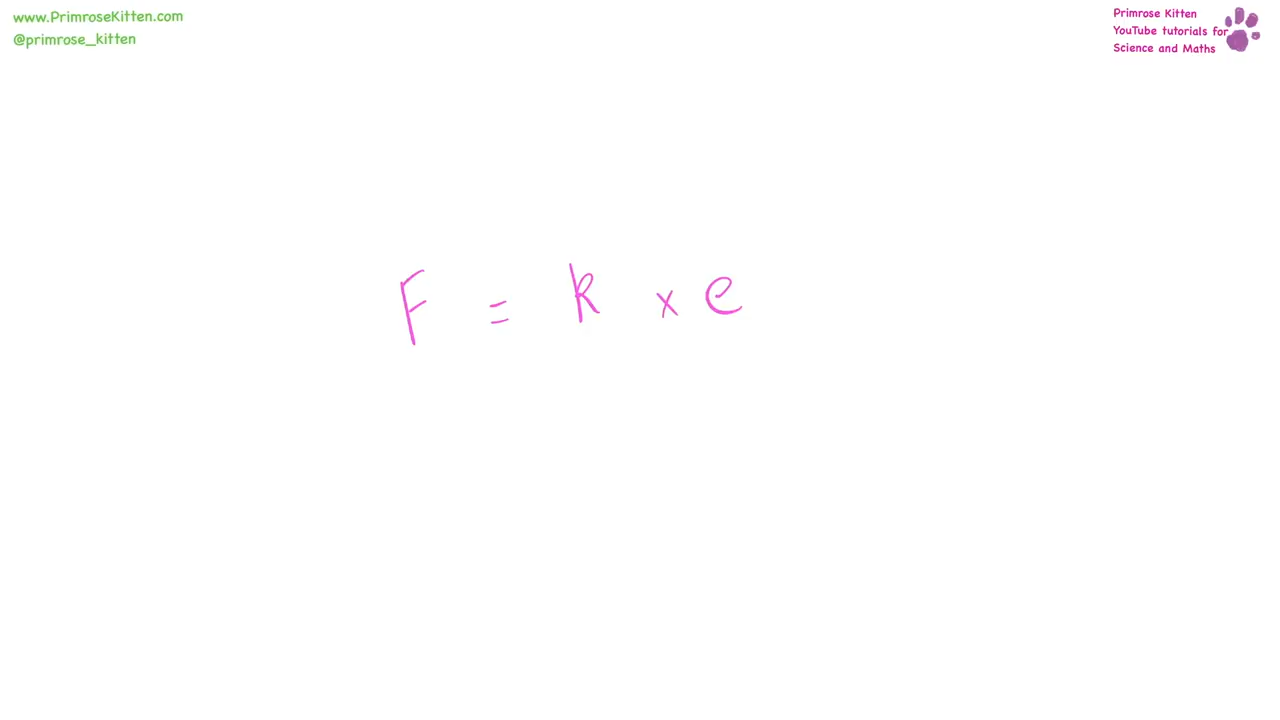 www.PrimroseKitten.com
@primrose_kitten
Primrose Kitten
YouTube tutorials for
Science and Maths
F = k x e